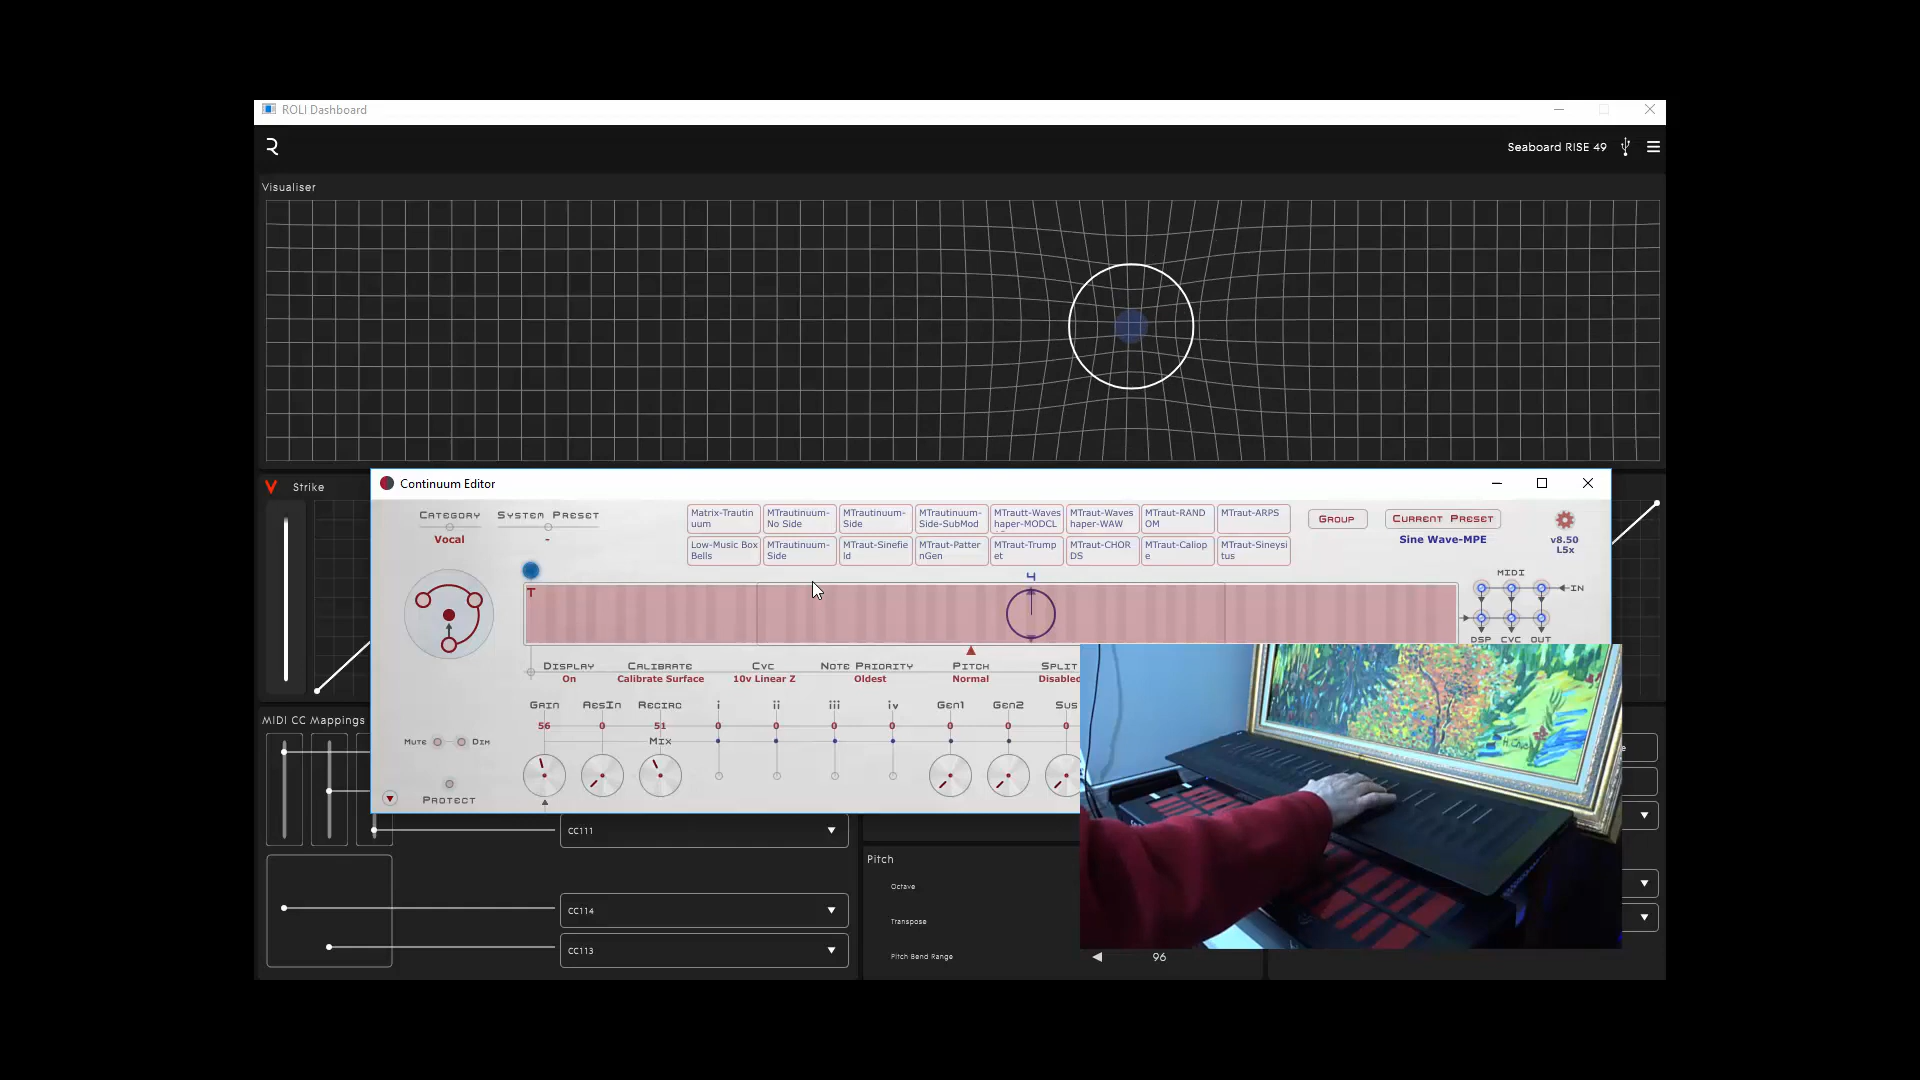 ROLI Dashboard
Seaboard RISE 49
Visualiser
Strike
Continuum Editor
CATEGORY
SYSTEM PRESET
Vocal
-
Matrix-Trautin
uum
MTrautinuum-
No Side
MTrautinuum-
Side
MTrautinuum-
Side-SubMod
MTrautt-Waves
haper-MODCL
MTrautt-Waves
haper-WAW
MTraut-RAND
OM
MTraut-ARPS
Low-Music Box
Bells
MTrautinuum-
Side
MTraut-Sinefie
ld
MTraut-Patter
nGen
MTraut-Trump
et
MTraut-CHOR
DS
MTraut-Caliop
e
MTraut-Sineysi
tus
GROUP
CURRENT PRESET
Sine Wave-MPE
v8.50
L5x
4
T
MIDI
IN
DSP CVC OUT
DISPLAY
On
CALIBRATE
Calibrate Surface
CVC
10v Linear Z
NOTE PRIORITY
Oldest
PITCH
Normal
SPLIT
Disabled
GAIN
56
RESIN
0
RECIRC
51
MIX
i
0
ii
0
iii
0
iv
0
GEN1
0
GEN2
0
SUS
0
MUTE
DIM
PROTECT
MIDI CC Mappings
CC111
CC114
CC113
Pitch
Octave
Transpose
Pitch Bend Range
96